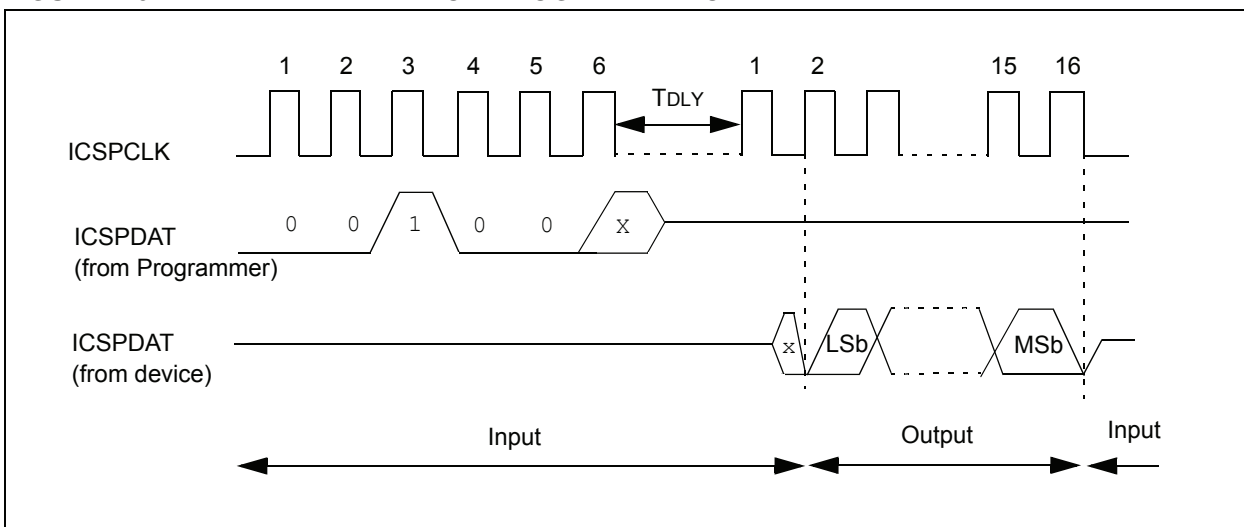 1 2 3 4 5 6 1 2 15 16
TDLY
ICSPCLK
0 0 1 0 0 x
ICSPDAT
(from Programmer)
ICSPDAT
(from device)
x LSb MSb
Input Output Input